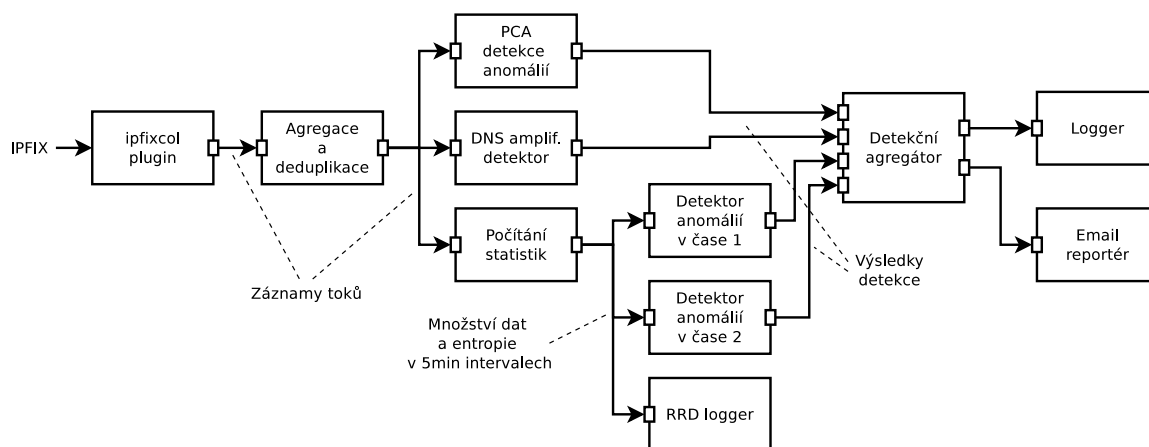 PCA
detekce
anomálií
IPFIX
ipfixcol
plugin
Agregace
a
deduplikace
DNS amplif.
detektor
Detekční
agregátor
Logger
Počítání
statistik
Detektor
anomálií
v čase 1
Email
reportér
Záznamy toků
Výsledky
detekce
Množství dat
a entropie
v 5min intervalech
Detektor
anomálií
v čase 2
RRD logger